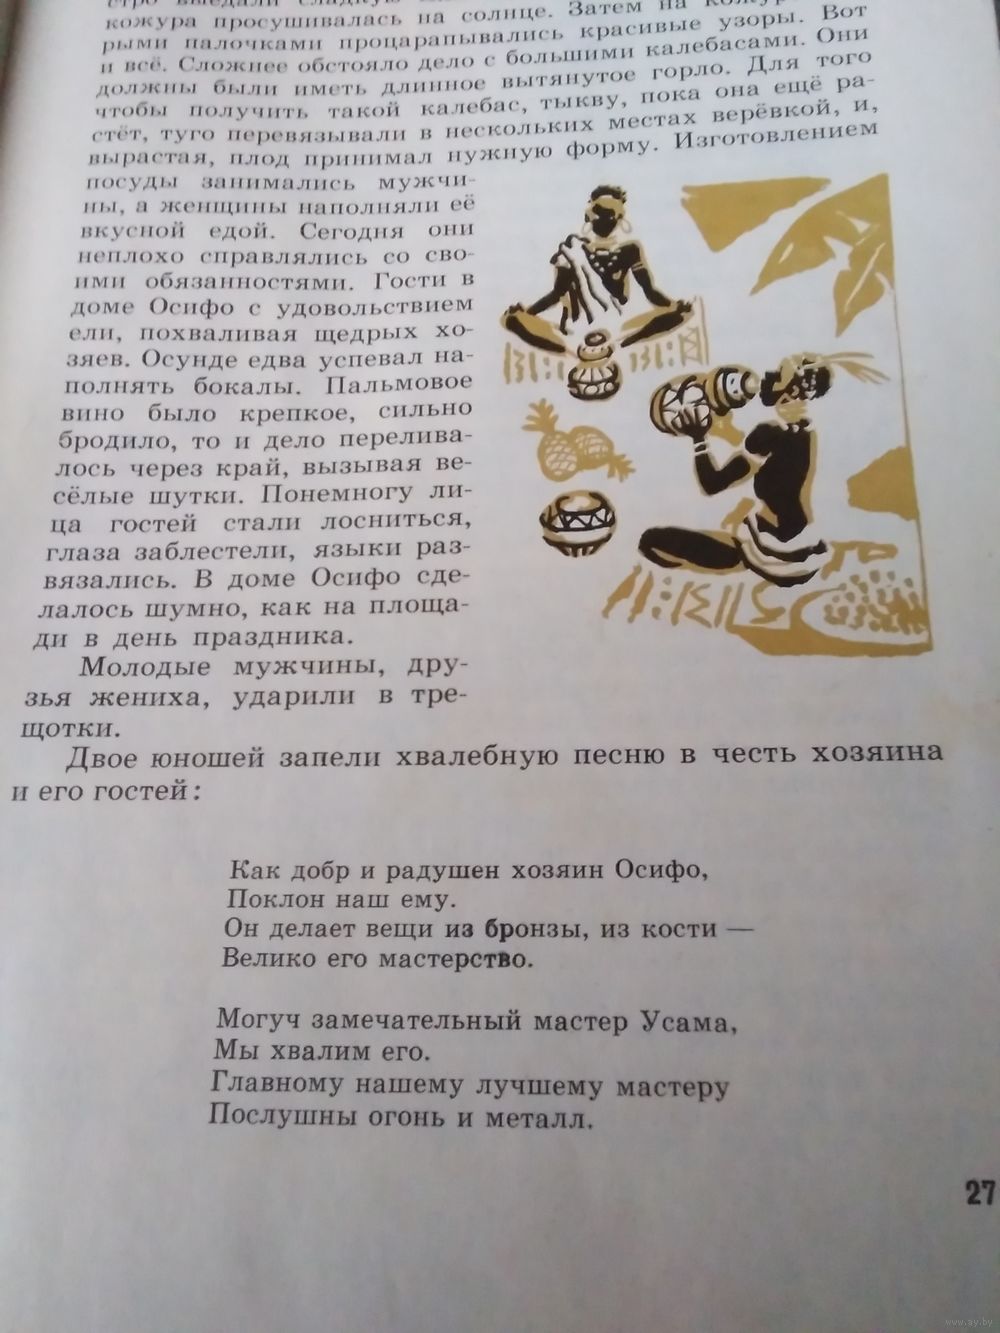 кожура просушивалась на солнце. Затем на
рыми палочками процарапывались красивые узоры. Вот
и всё. Сложнее обстояло дело с большими калебасами. Они
должны были иметь длинное вытянутое горло. Для того
чтобы получить такой калебас, тыкву, пока она ещё ра-
стёт, туго перевязывали в нескольких местах верёвкой, и,
вырастая, плод принимал нужную форму. Изготовлением
посуды занимались мужчи-
ны, а женщины наполняли её
вкусной едой. Сегодня они
неплохо справлялись со сво-
ими обязанностями. Гости в
доме Осифо с удовольствием
ели, похваливая щедрых хо-
зяев. Осунде едва успевал на-
полнять бокалы. Пальмовое
вино было крепкое, сильно
бродило, то и дело перелива-
лось через край, вызывая ве-
сёлые шутки. Понемногу ли-
ца гостей стали лосниться,
глаза заблестели, языки раз-
вязались. В доме Осифо сде-
лалось шумно, как на площа-
ди в день праздника.
Молодые мужчины, дру-
зья жениха, ударили в тре-
щотки.
Двое юношей запели хвалебную песню в честь хозяина
и его гостей:
Как добр и радушен хозяин Осифо,
Поклон наш ему.
Он делает вещи из бронзы, из кости —
Велико его мастерство.
Могуч замечательный мастер Усама,
Мы хвалим его.
Главному нашему лучшему мастеру
Послушны огонь и металл.
27
www.ay.by